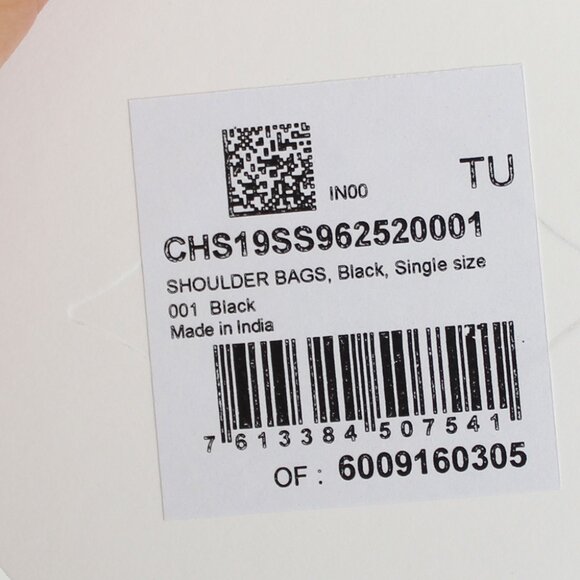 TU
IN00
CHS19SS962520001
SHOULDER BAGS, Black, Single size
001 Black
Made in India
7 613384 507541
OF : 6009160305